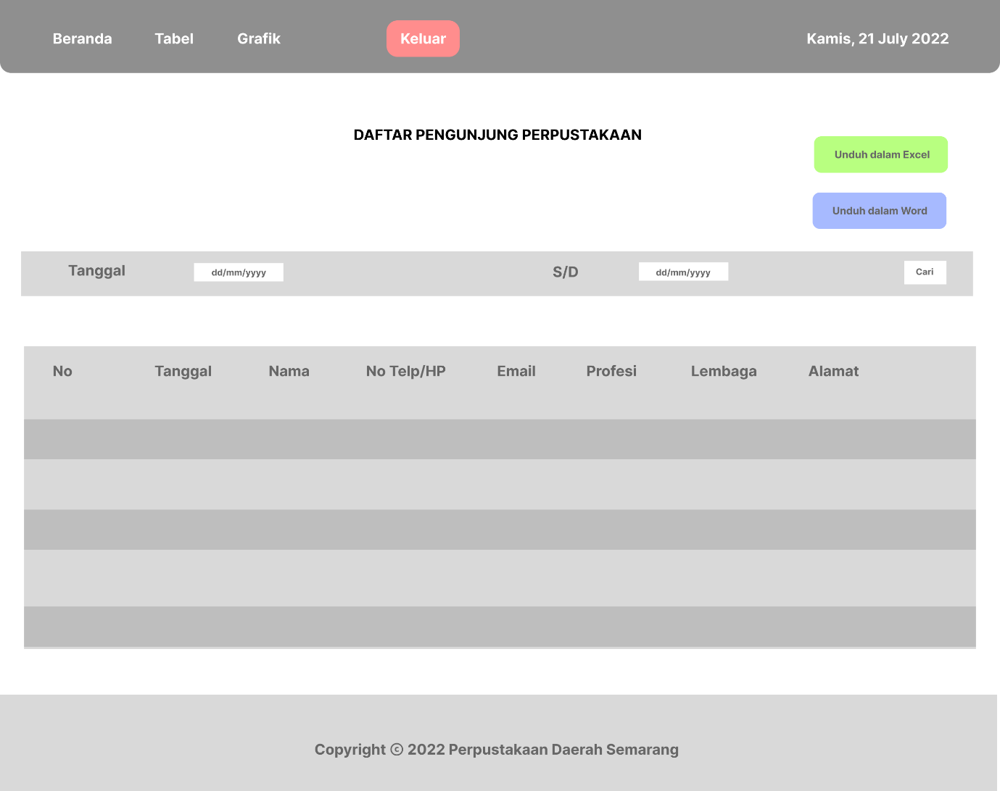 Beranda Tabel Grafik Keluar Kamis, 21 July 2022
DAFTAR PENGUNJUNG PERPUSTAKAAN
Unduh dalam Excel
Unduh dalam Word
Tanggal dd/mm/yyyy S/D dd/mm/yyyy Cari
No Tanggal Nama No Telp/HP Email Profesi Lembaga Alamat
Copyright © 2022 Perpustakaan Daerah Semarang